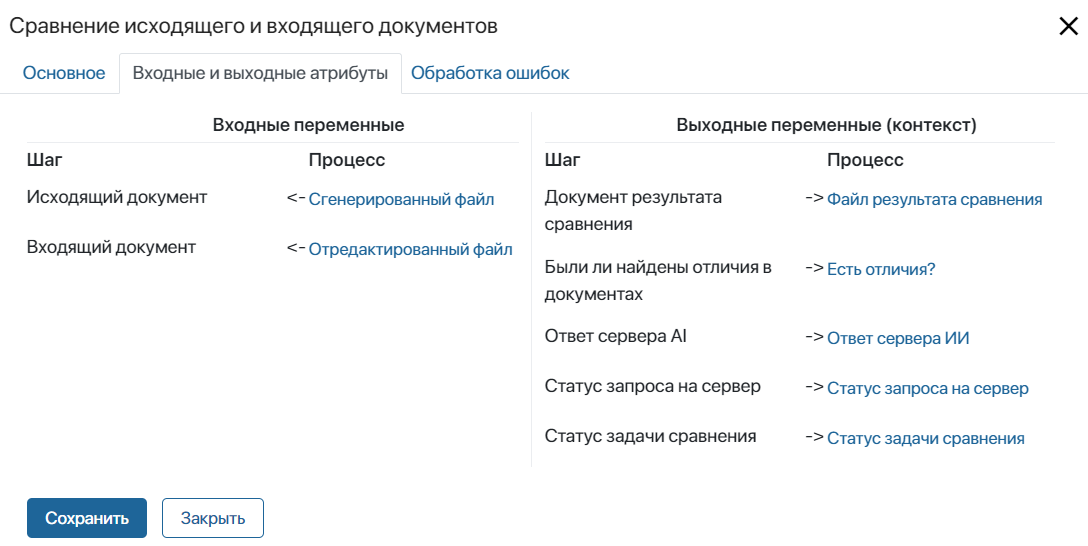 Сравнение исходящего и входящего документов
Основное Входные и выходные атрибуты Обработка ошибок
Входные переменные
Шаг Процесс
Исходящий документ <- Сгенерированный файл
Входящий документ <- Отредактированный файл
Выходные переменные (контекст)
Шаг Процесс
Документ результата -> Файл результата сравнения
сравнения
Были ли найдены отличия в -> Есть отличия?
документах
Ответ сервера AI -> Ответ сервера ИИ
Статус запроса на сервер -> Статус запроса на сервер
Статус задачи сравнения -> Статус задачи сравнения
Сохранить Закрыть